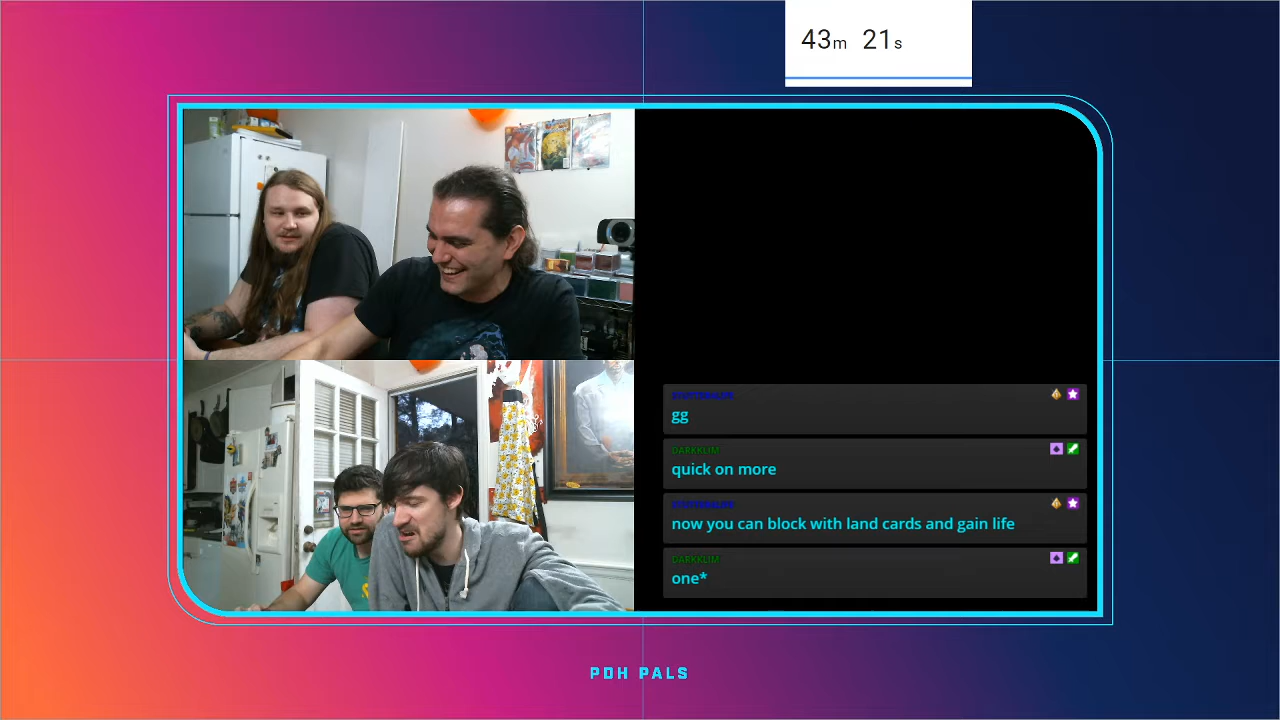 43m 21s
gg
DARKKLIM
quick on more
now you can block with land cards and gain life
DARKKLIM
one*
PDH PALS